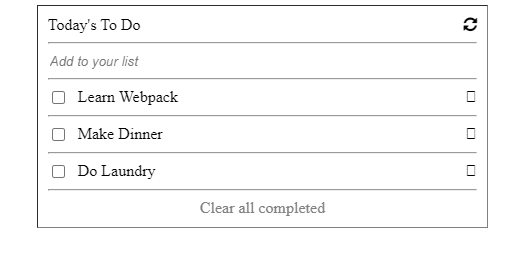 Today's To Do
Add to your list
Learn Webpack
Make Dinner
Do Laundry
Clear all completed